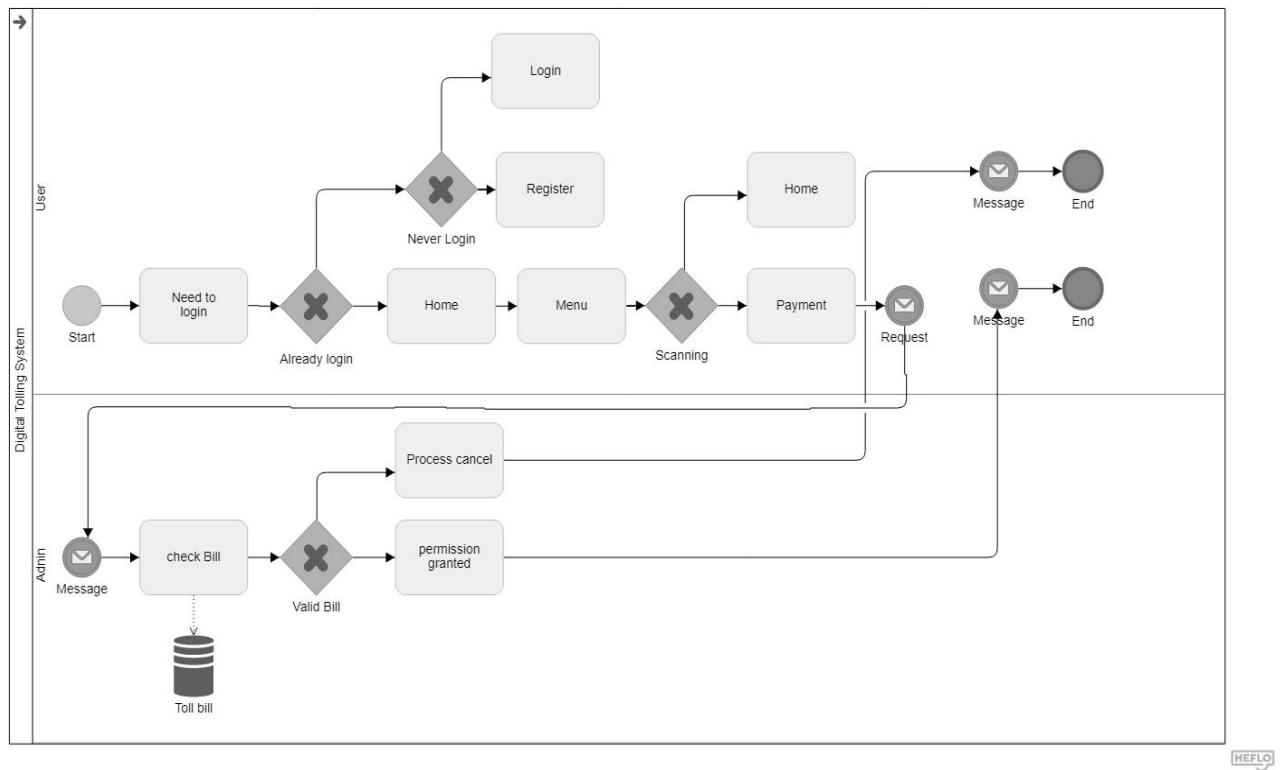 Digital Tolling System
User
Login
Register
Never Login
Home
Message
End
Start
Need to
login
Already login
Home
Menu
Scanning
Payment
Request
Message
End
Admin
Process cancel
Message
check Bill
Valid Bill
permission
granted
Toll bill
HEFLO